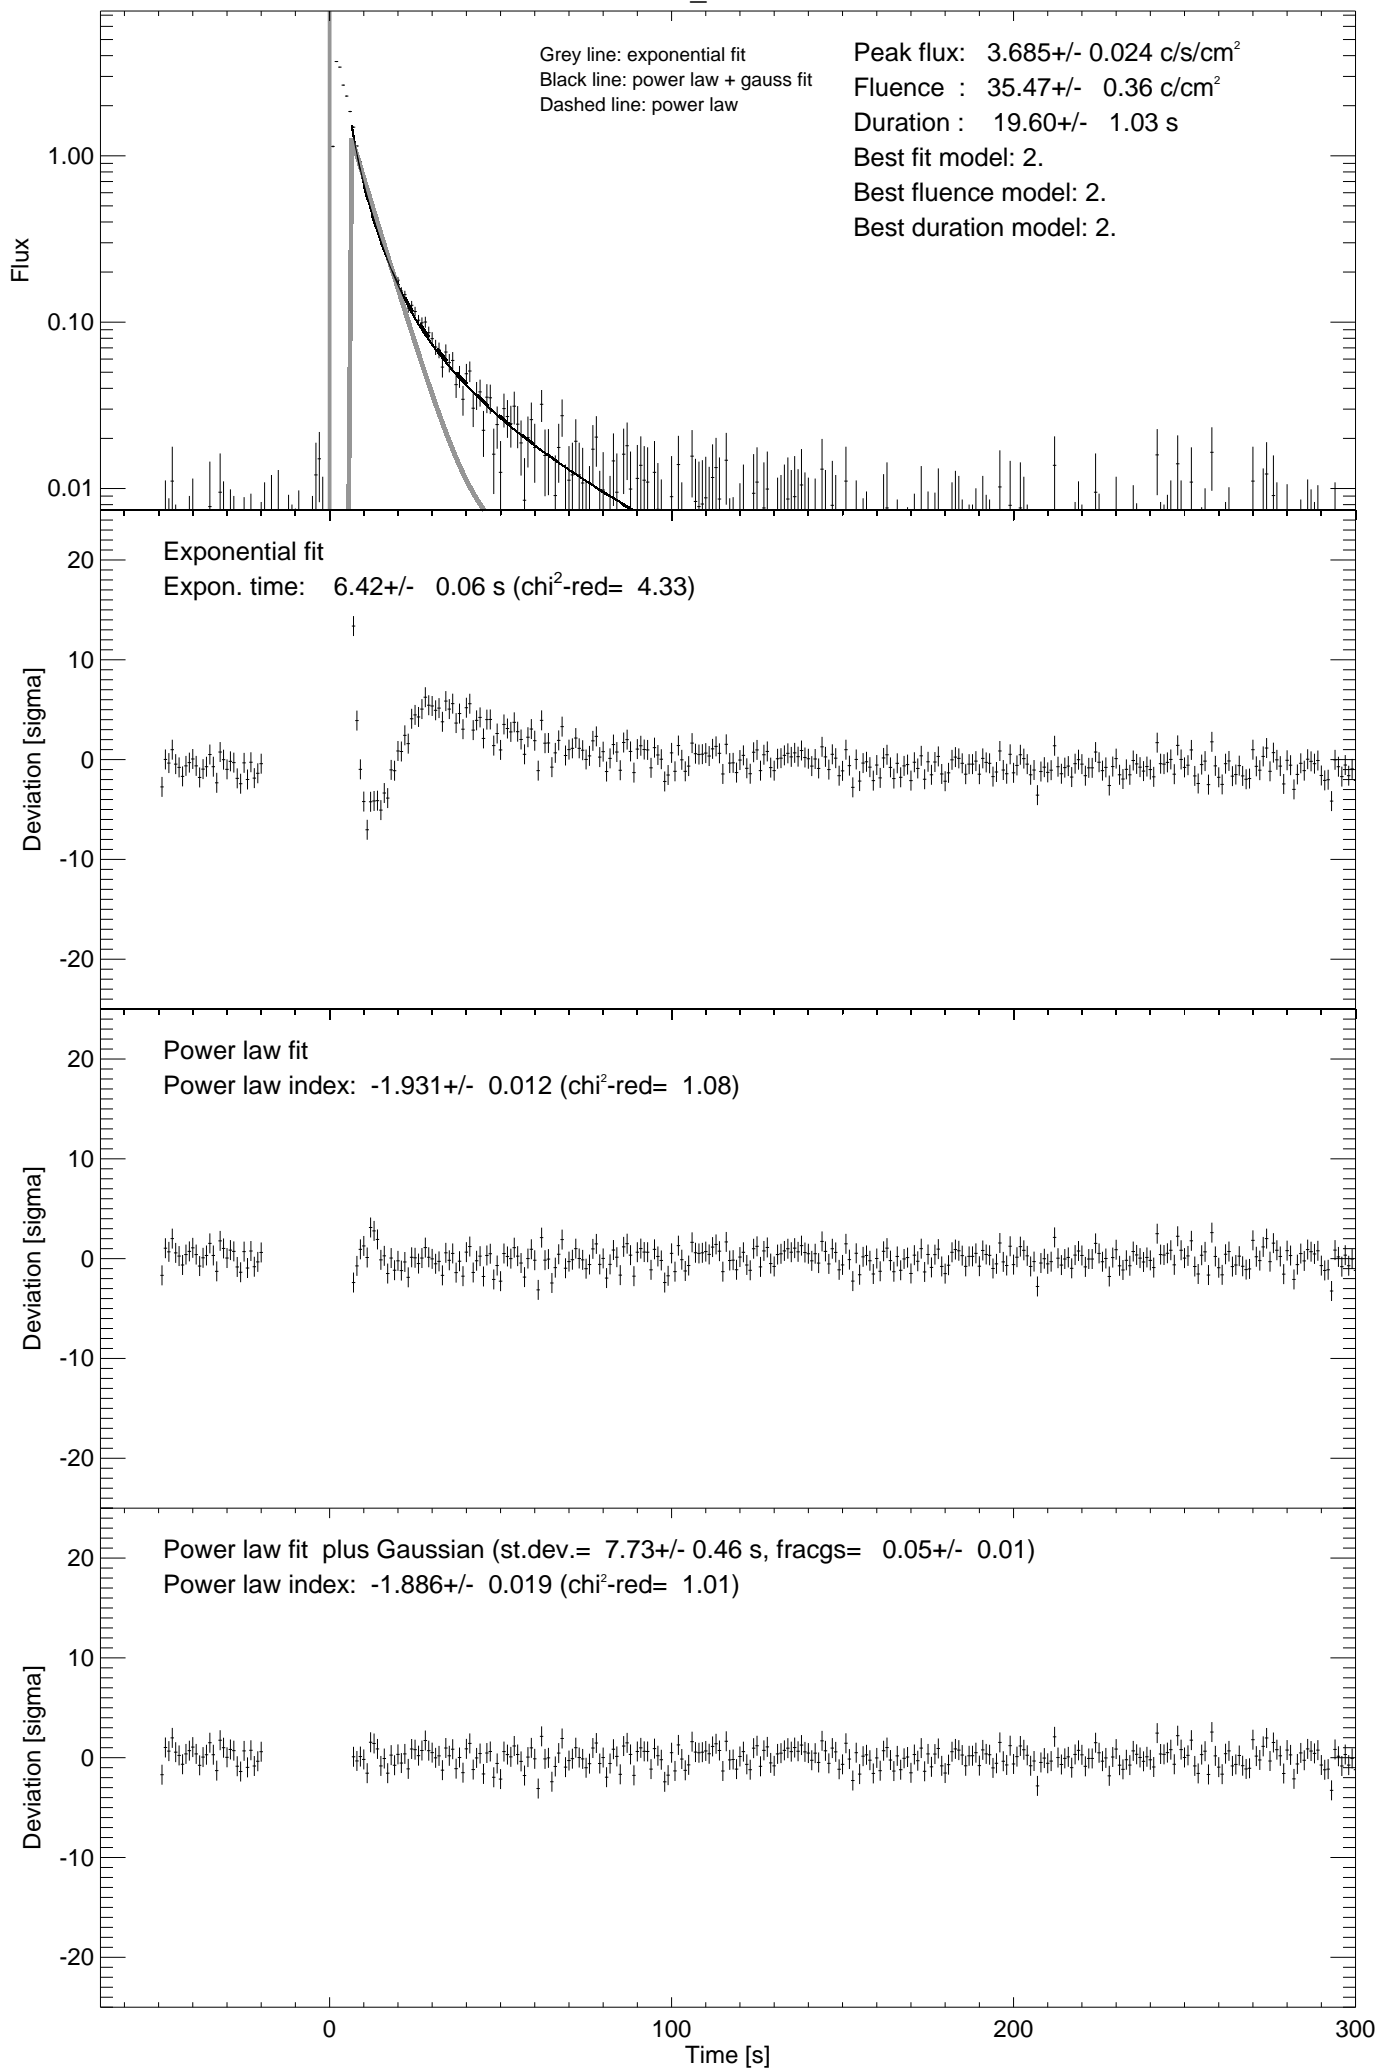 Grey line: exponential fit
Black line: power law + gauss fit
Dashed line: power law
Peak flux: 3.685+/- 0.024 c/s/cm²
Fluence : 35.47+/- 0.36 c/cm²
Duration : 19.60+/- 1.03 s
Best fit model: 2.
Best fluence model: 2.
Best duration model: 2.
1.00
0.10
0.01
Flux
Exponential fit
Expon. time: 6.42+/- 0.06 s (chi²-red= 4.33)
20
10
0
-10
-20
Deviation [sigma]
Power law fit
Power law index: -1.931+/- 0.012 (chi²-red= 1.08)
20
10
0
-10
-20
Deviation [sigma]
Power law fit plus Gaussian (st.dev.= 7.73+/- 0.46 s, fracgs= 0.05+/- 0.01)
Power law index: -1.886+/- 0.019 (chi²-red= 1.01)
20
10
0
-10
-20
Deviation [sigma]
0 100 200 300
Time [s]